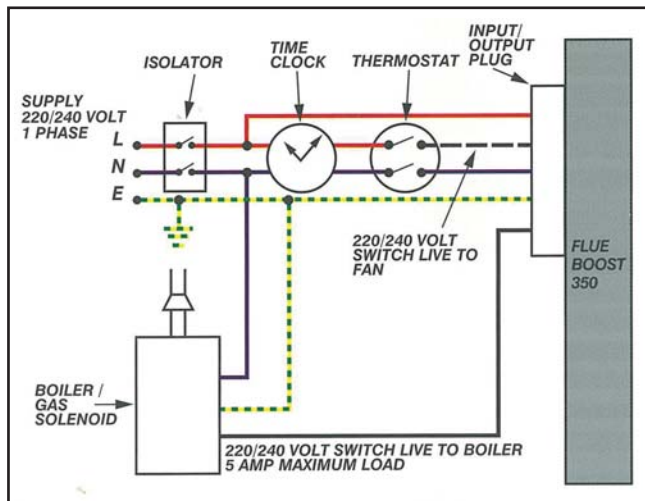 INPUT/
OUTPUT
PLUG
TIME
CLOCK
ISOLATOR
THERMOSTAT
SUPPLY
220/240 VOLT
1 PHASE
L
N
E
220/240 VOLT
SWITCH LIVE TO
FAN
FLUE
BOOST
350
BOILER /
GAS
SOLENOID
220/240 VOLT SWITCH LIVE TO BOILER
5 AMP MAXIMUM LOAD